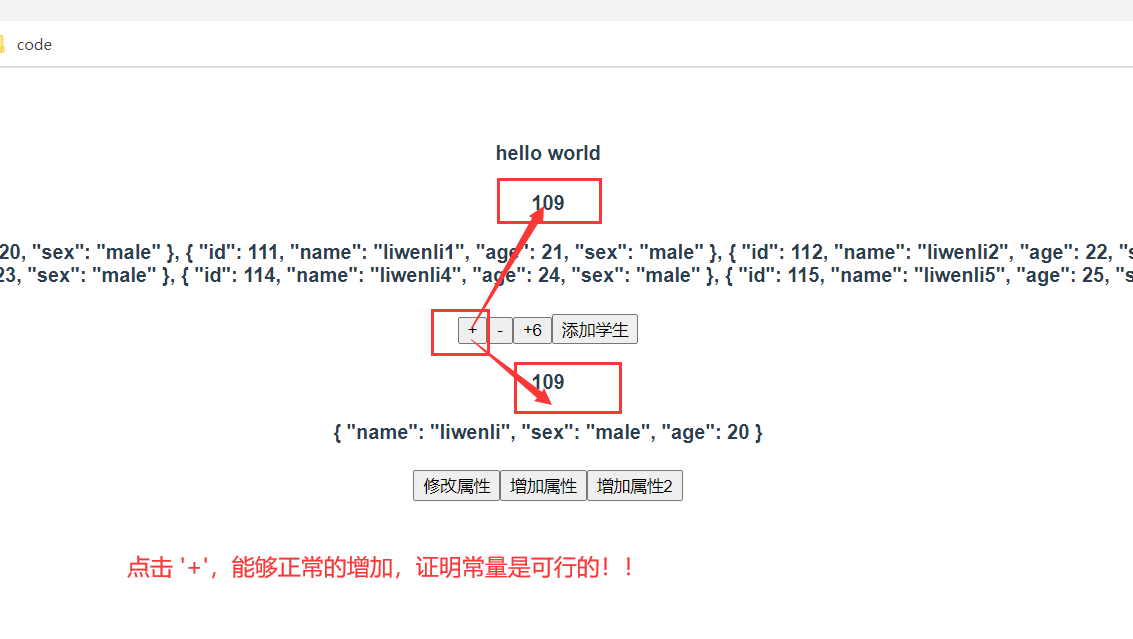 code
hello world
109
20, "sex": "male" }, { "id": 111, "name": "liwenli1", "age": 21, "sex": "male" }, { "id": 112, "name": "liwenli2", "age": 22, "s
23, "sex": "male" }, { "id": 114, "name": "liwenli4", "age": 24, "sex": "male" }, { "id": 115, "name": "liwenli5", "age": 25, "s
+ - +6 添加学生
109
{ "name": "liwenli", "sex": "male", "age": 20 }
修改属性 增加属性 增加属性2
点击 '+'，能够正常的增加，证明常量是可行的！！